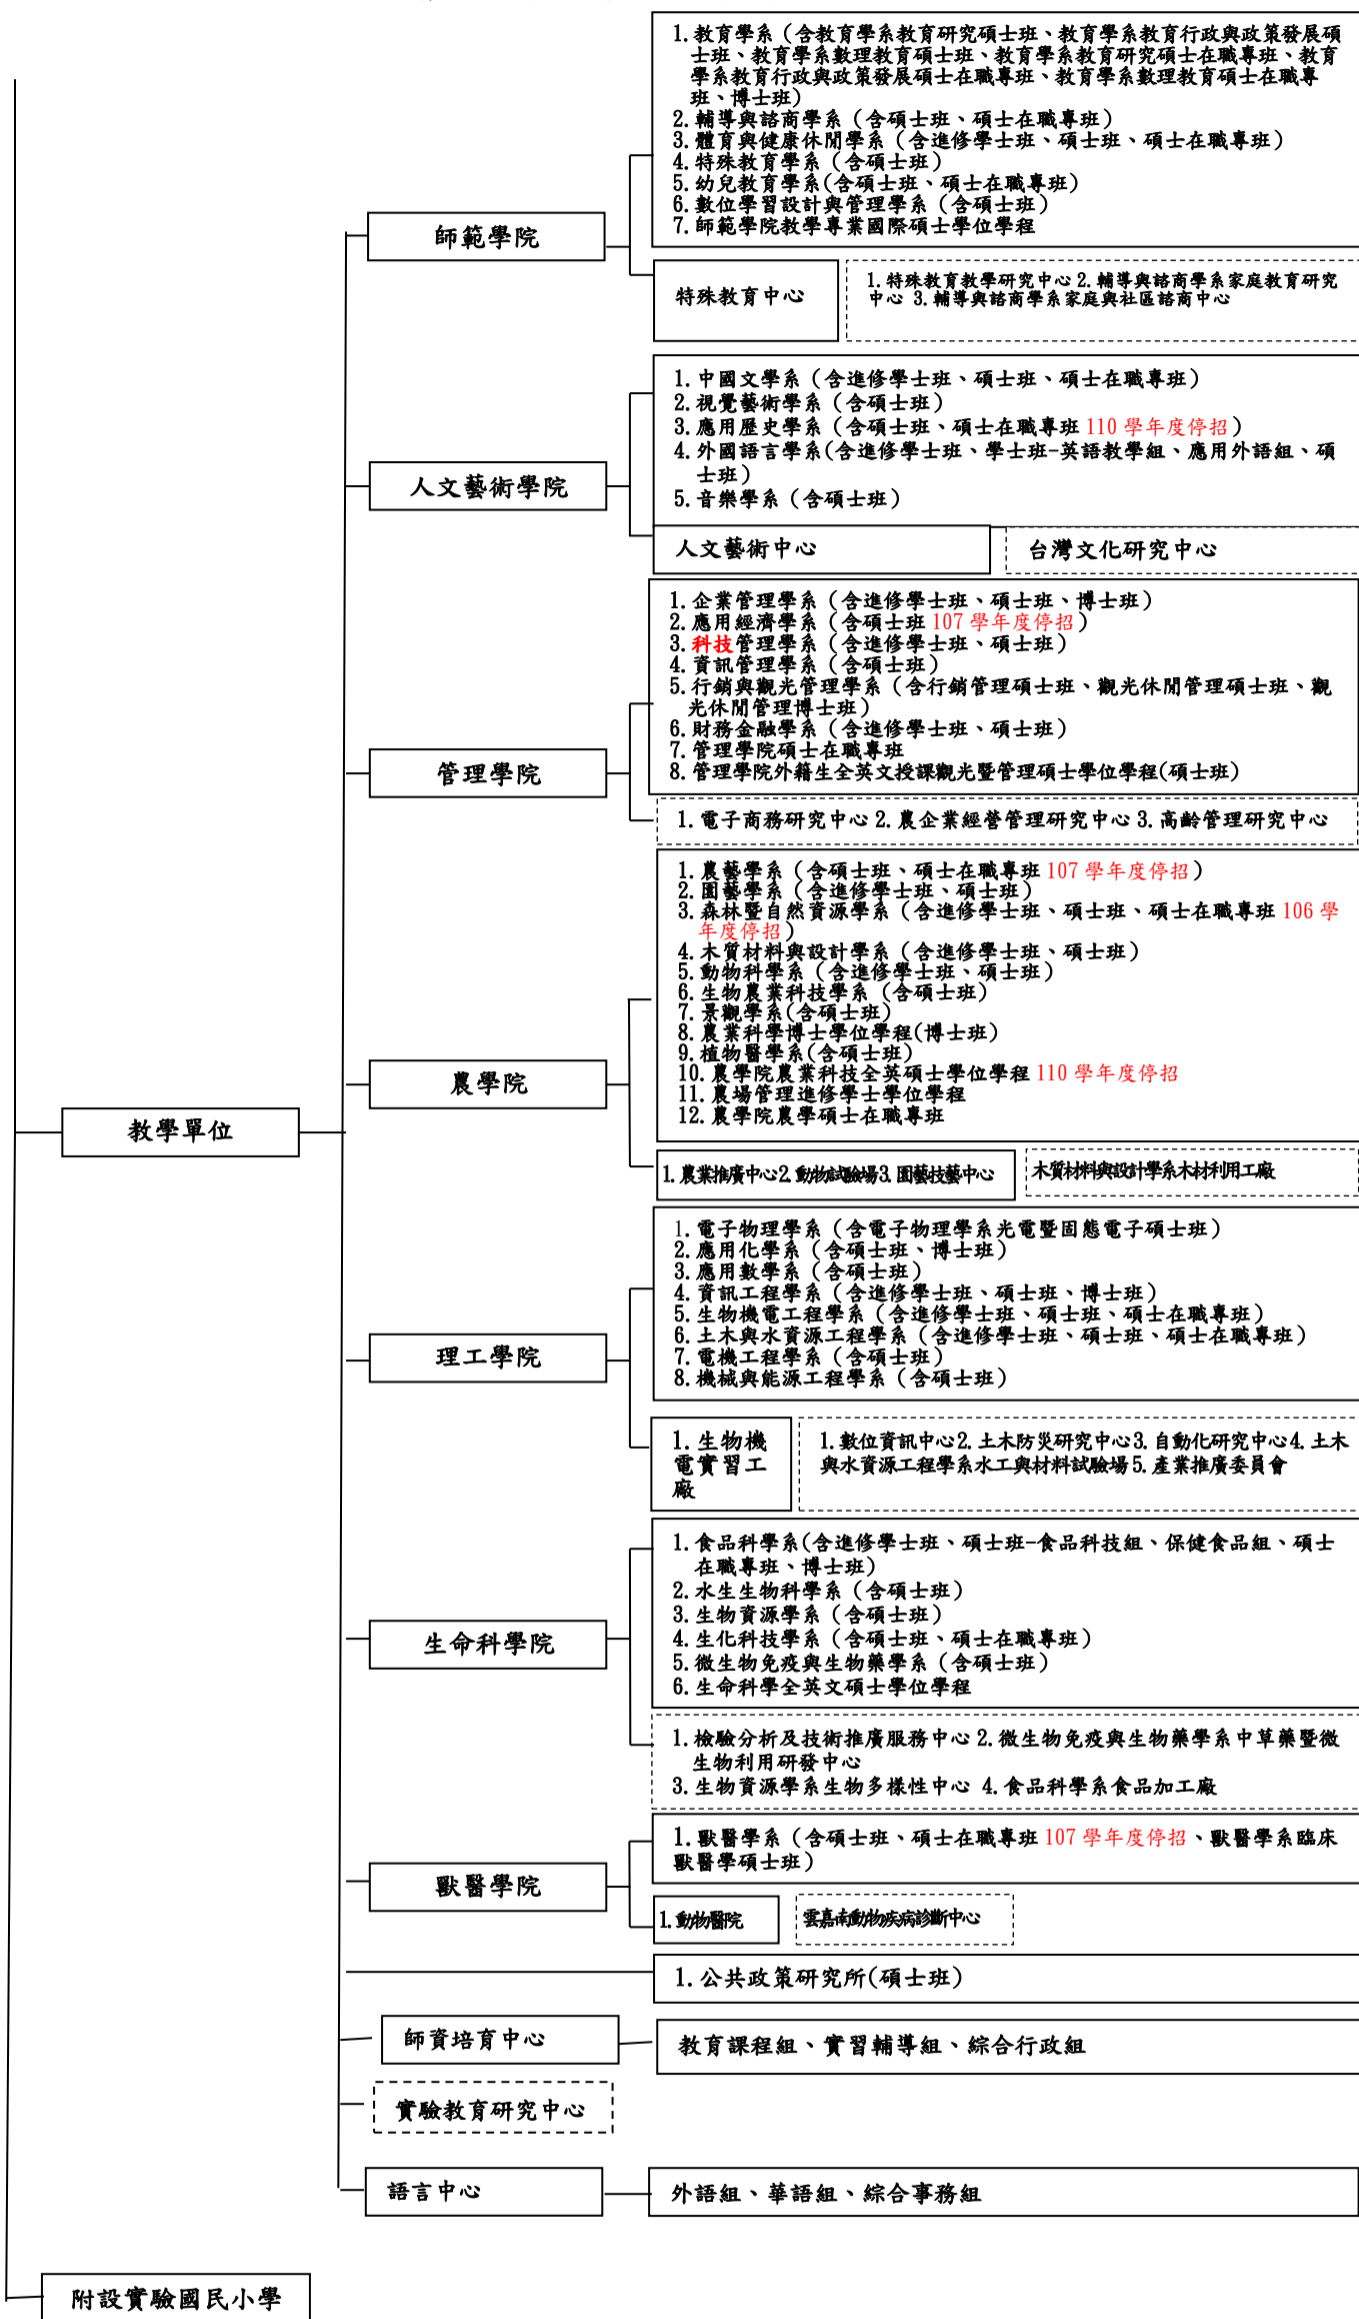 1. 教育學系（含教育學系教育研究碩士班、教育學系教育行政與政策發展碩
士班、教育學系數理教育碩士班、教育學系教育研究碩士在職專班、教育
學系教育行政與政策發展碩士在職專班、教育學系數理教育碩士在職專
班、博士班）
2. 輔導與諮商學系（含碩士班、碩士在職專班）
3. 體育與健康休閒學系（含進修學士班、碩士班、碩士在職專班）
4. 特殊教育學系（含碩士班）
5. 幼兒教育學系(含碩士班、碩士在職專班)
6. 數位學習設計與管理學系（含碩士班）
7. 師範學院教學專業國際碩士學位學程
師範學院
特殊教育中心
1. 特殊教育教學研究中心 2. 輔導與諮商學系家庭教育研究
中心 3. 輔導與諮商學系家庭與社區諮商中心
1. 中國文學系（含進修學士班、碩士班、碩士在職專班）
2. 視覺藝術學系（含碩士班）
3. 應用歷史學系（含碩士班、碩士在職專班 110 學年度停招）
4. 外國語言學系(含進修學士班、學士班-英語教學組、應用外語組、碩
士班）
5. 音樂學系（含碩士班）
人文藝術學院
人文藝術中心
台灣文化研究中心
1. 企業管理學系（含進修學士班、碩士班、博士班）
2. 應用經濟學系（含碩士班 107 學年度停招）
3. 科技管理學系（含進修學士班、碩士班）
4. 資訊管理學系（含碩士班）
5. 行銷與觀光管理學系（含行銷管理碩士班、觀光休閒管理碩士班、觀
光休閒管理博士班）
6. 財務金融學系（含進修學士班、碩士班）
7. 管理學院碩士在職專班
8. 管理學院外籍生全英文授課觀光暨管理碩士學位學程(碩士班)
管理學院
1. 電子商務研究中心 2. 農企業經營管理研究中心 3. 高齡管理研究中心
1. 農藝學系（含碩士班、碩士在職專班 107 學年度停招）
2. 園藝學系（含進修學士班、碩士班）
3. 森林暨自然資源學系（含進修學士班、碩士班、碩士在職專班 106 學
年度停招）
4. 木質材料與設計學系（含進修學士班、碩士班）
5. 動物科學系（含進修學士班、碩士班）
6. 生物農業科技學系（含碩士班）
7. 景觀學系(含碩士班)
8. 農業科學博士學位學程(博士班)
9. 植物醫學系(含碩士班)
10. 農學院農業科技全英碩士學位學程 110 學年度停招
11. 農場管理進修學士學位學程
12. 農學院農學碩士在職專班
農學院
教學單位
1. 農業推廣中心2. 動物試驗場3. 園藝技藝中心
木質材料與設計學系木材利用工廠
1. 電子物理學系（含電子物理學系光電暨固態電子碩士班）
2. 應用化學系（含碩士班、博士班）
3. 應用數學系（含碩士班）
4. 資訊工程學系（含進修學士班、碩士班、博士班）
5. 生物機電工程學系（含進修學士班、碩士班、碩士在職專班）
6. 土木與水資源工程學系（含進修學士班、碩士班、碩士在職專班）
7. 電機工程學系（含碩士班）
8. 機械與能源工程學系（含碩士班）
理工學院
1. 生物機
電實習工
廠
1. 數位資訊中心2. 土木防災研究中心3. 自動化研究中心4. 土木
與水資源工程學系水工與材料試驗場 5. 產業推廣委員會
1. 食品科學系(含進修學士班、碩士班-食品科技組、保健食品組、碩士
在職專班、博士班）
2. 水生生物科學系（含碩士班）
3. 生物資源學系（含碩士班）
4. 生化科技學系（含碩士班、碩士在職專班）
5. 微生物免疫與生物藥學系（含碩士班）
6. 生命科學全英文碩士學位學程
生命科學院
1. 檢驗分析及技術推廣服務中心 2. 微生物免疫與生物藥學系中草藥暨微
生物利用研發中心
3. 生物資源學系生物多樣性中心 4. 食品科學系食品加工廠
1. 獸醫學系（含碩士班、碩士在職專班 107 學年度停招、獸醫學系臨床
獸醫學碩士班）
獸醫學院
1. 動物醫院
雲嘉南動物疾病診斷中心
1. 公共政策研究所(碩士班)
師資培育中心
教育課程組、實習輔導組、綜合行政組
實驗教育研究中心
語言中心
外語組、華語組、綜合事務組
附設實驗國民小學